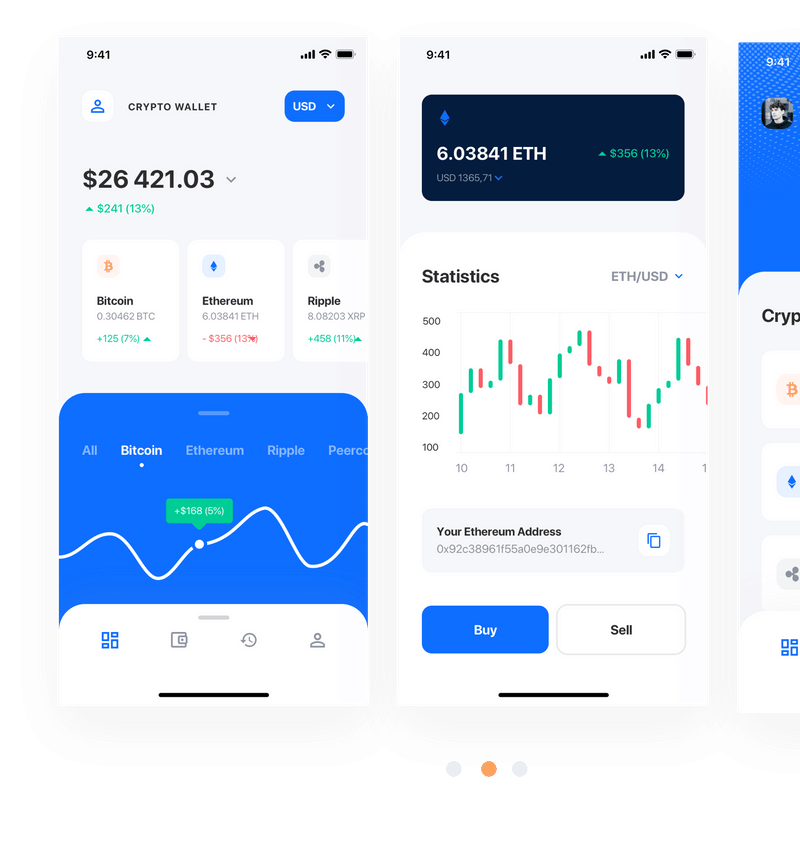 9:41
CRYPTO WALLET
USD
$26 421.03
$241 (13%)
Bitcoin
0.30462 BTC
+125 (7%)
Ethereum
6.03841 ETH
- $356 (13%)
Ripple
8.08203 XRP
+458 (11%)
All Bitcoin Ethereum Ripple Peerco
+$168 (5%)
9:41
6.03841 ETH
$356 (13%)
USD 1365,71
Statistics
ETH/USD
500
400
300
200
100
10 11 12 13 14 1
Your Ethereum Address
0x92c38961f55a0e9e301162fb...
Buy
Sell
9:41
Cryp